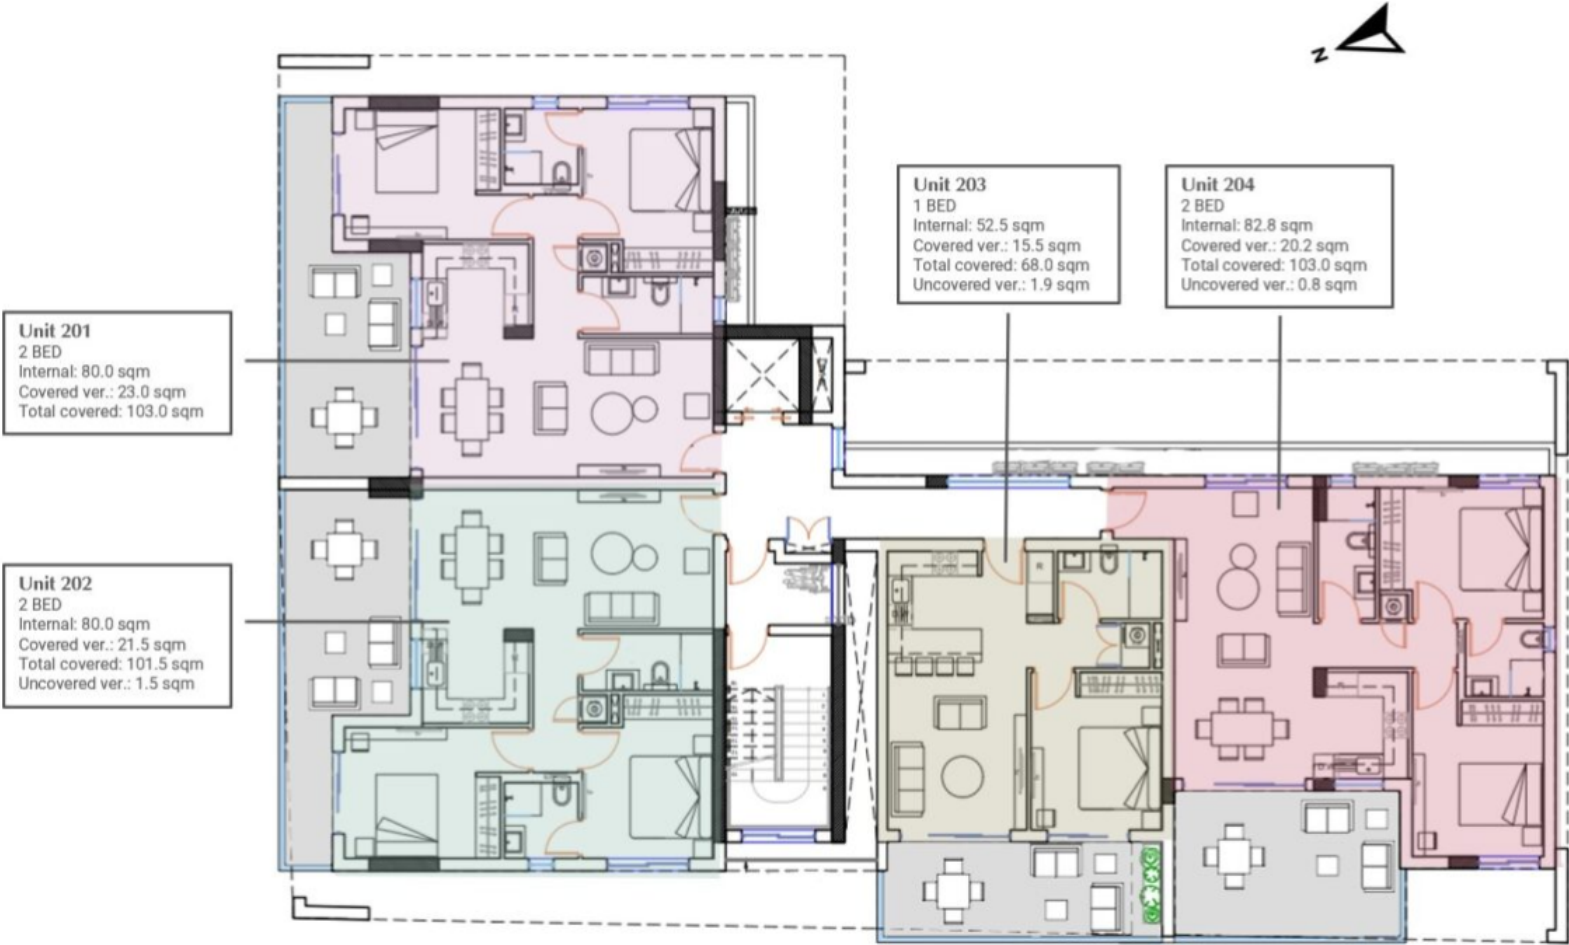 N
Unit 203
1 BED
Internal: 52.5 sqm
Covered ver.: 15.5 sqm
Total covered: 68.0 sqm
Uncovered ver.: 1.9 sqm
Unit 204
2 BED
Internal: 82.8 sqm
Covered ver.: 20.2 sqm
Total covered: 103.0 sqm
Uncovered ver.: 0.8 sqm
Unit 201
2 BED
Internal: 80.0 sqm
Covered ver.: 23.0 sqm
Total covered: 103.0 sqm
Unit 202
2 BED
Internal: 80.0 sqm
Covered ver.: 21.5 sqm
Total covered: 101.5 sqm
Uncovered ver.: 1.5 sqm